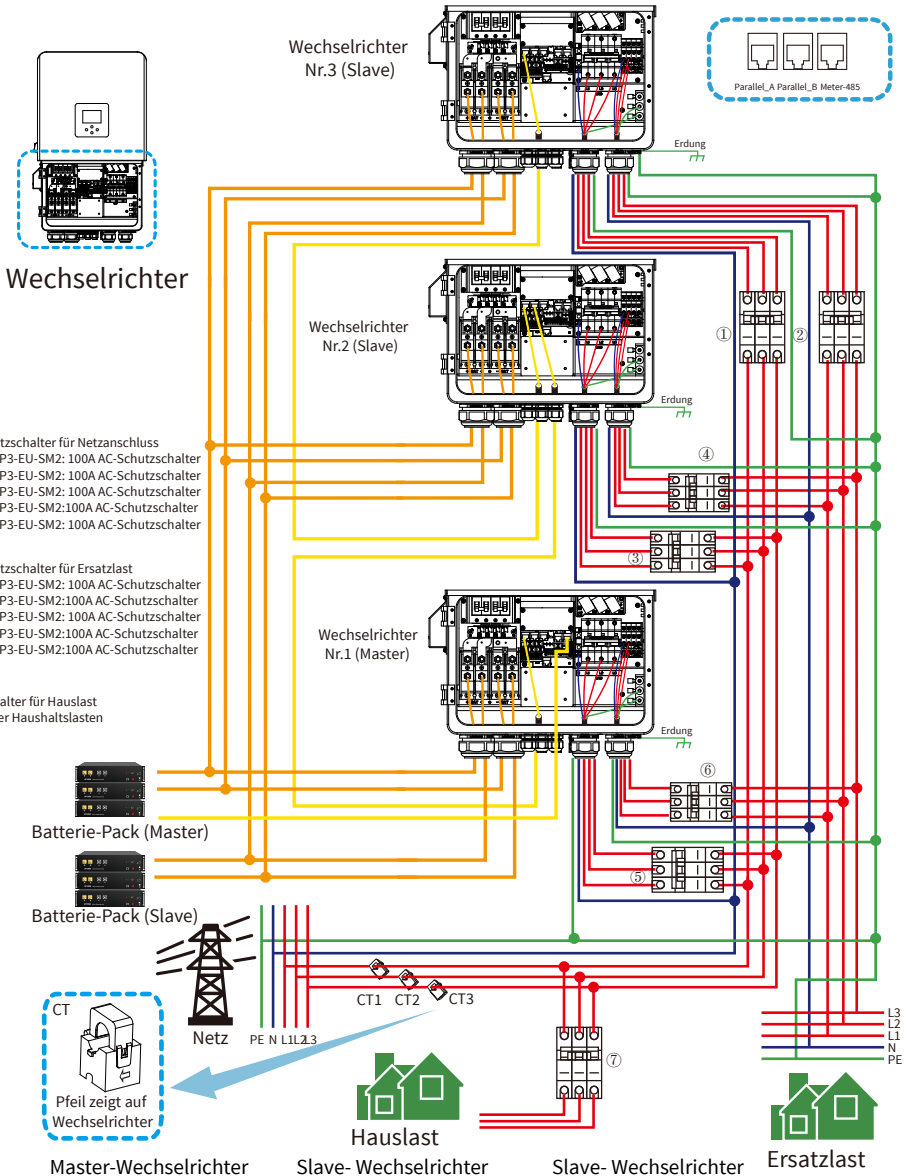 Wechselrichter
Nr.3 (Slave)
Parallel_A Parallel_B Meter-485
Erdung
Wechselrichter
Wechselrichter
Nr.2 (Slave)
①
②
Erdung
tzschalter für Netzanschluss
P3-EU-SM2: 100A AC-Schutzschalter
P3-EU-SM2: 100A AC-Schutzschalter
P3-EU-SM2: 100A AC-Schutzschalter
P3-EU-SM2:100A AC-Schutzschalter
P3-EU-SM2: 100A AC-Schutzschalter
④
③
tzschalter für Ersatzlast
P3-EU-SM2: 100A AC-Schutzschalter
P3-EU-SM2:100A AC-Schutzschalter
P3-EU-SM2: 100A AC-Schutzschalter
P3-EU-SM2:100A AC-Schutzschalter
P3-EU-SM2:100A AC-Schutzschalter
Wechselrichter
Nr.1 (Master)
alter für Hauslast
er Haushaltslasten
Erdung
⑥
Batterie-Pack (Master)
⑤
Batterie-Pack (Slave)
CT1 CT2 CT3
Netz
PE N L1L2L3
CT
Pfeil zeigt auf
Wechselrichter
⑦
L3
L2
L1
N
PE
Hauslast
Ersatzlast
Master-Wechselrichter
Slave- Wechselrichter
Slave- Wechselrichter